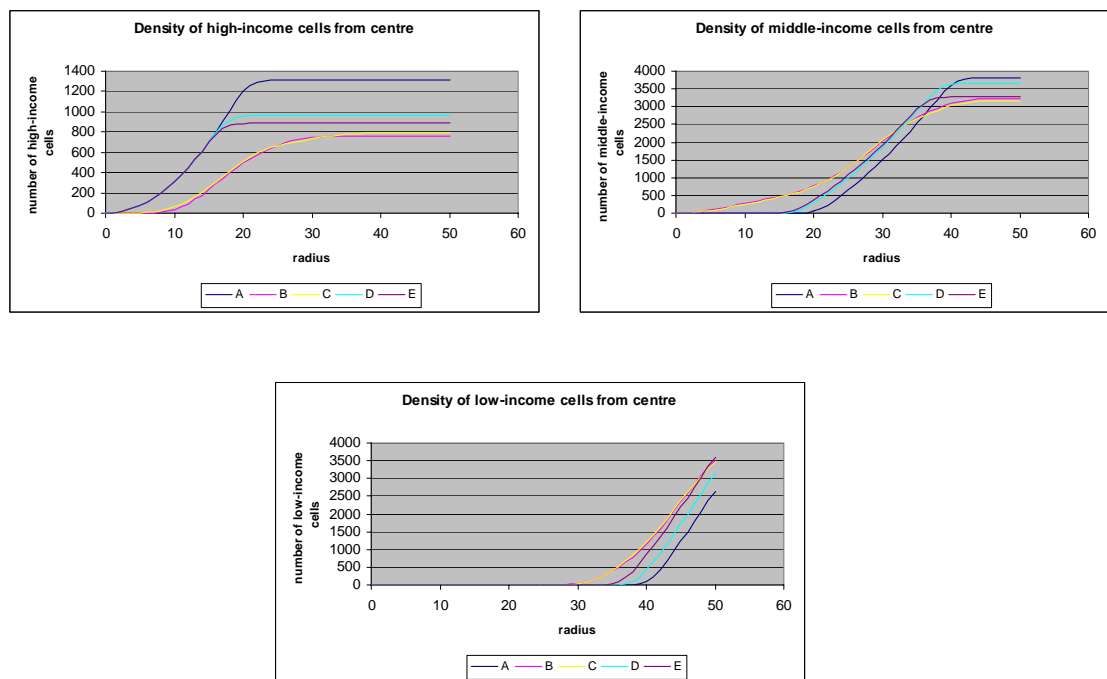 Density of high-income cells from centre
number of high-income
cells
1400
1200
1000
800
600
400
200
0
0 10 20 30 40 50 60
radius
A B C D E
Density of middle-income cells from centre
number of middle-income
cells
4000
3500
3000
2500
2000
1500
1000
500
0
0 10 20 30 40 50 60
radius
A B C D E
Density of low-income cells from centre
number of low-income
cells
4000
3500
3000
2500
2000
1500
1000
500
0
0 10 20 30 40 50 60
radius
A B C D E